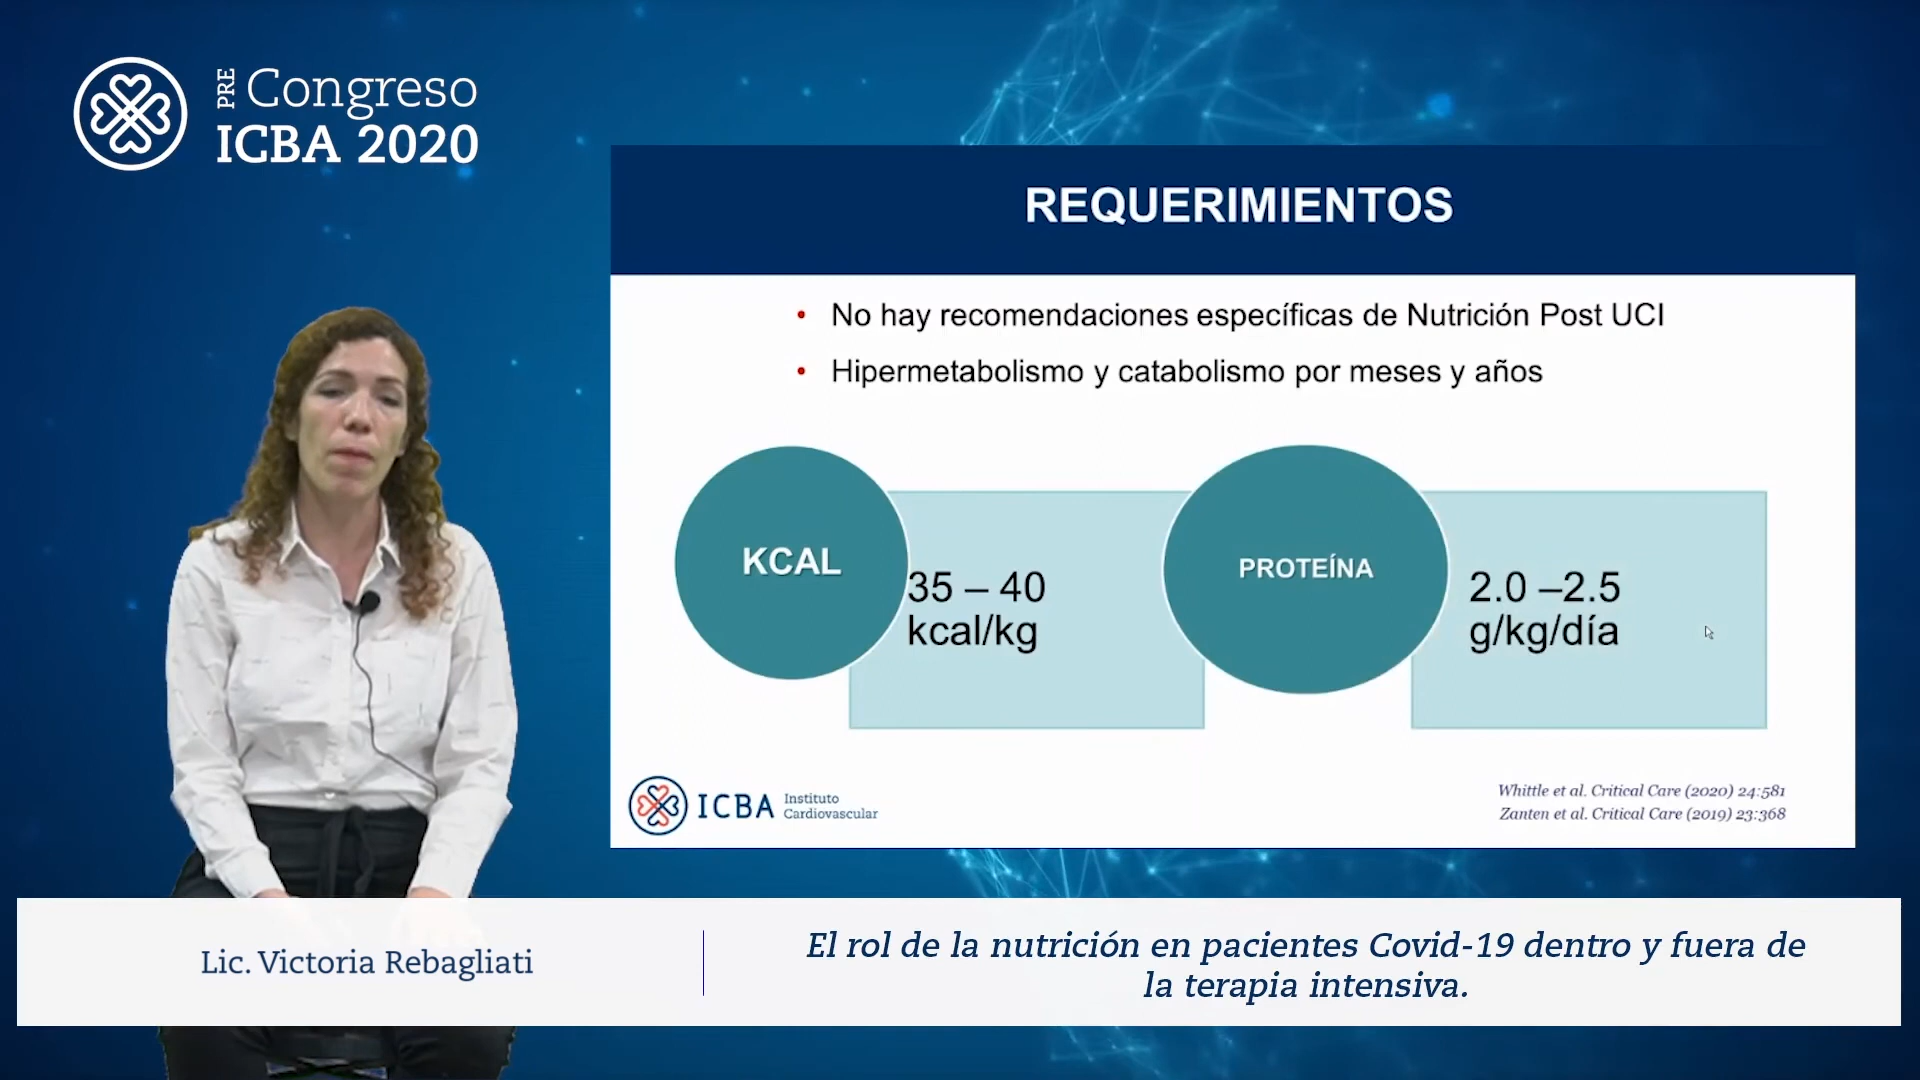 PRE Congreso
ICBA 2020
REQUERIMIENTOS
• No hay recomendaciones específicas de Nutrición Post UCI
• Hipermetabolismo y catabolismo por meses y años
KCAL
35 – 40
kcal/kg
PROTEÍNA
2.0 –2.5
g/kg/día
ICBA Instituto
Cardiovascular
Whittle et al. Critical Care (2020) 24:581
Zanten et al. Critical Care (2019) 23:368
Lic. Victoria Rebagliati
El rol de la nutrición en pacientes Covid-19 dentro y fuera de
la terapia intensiva.